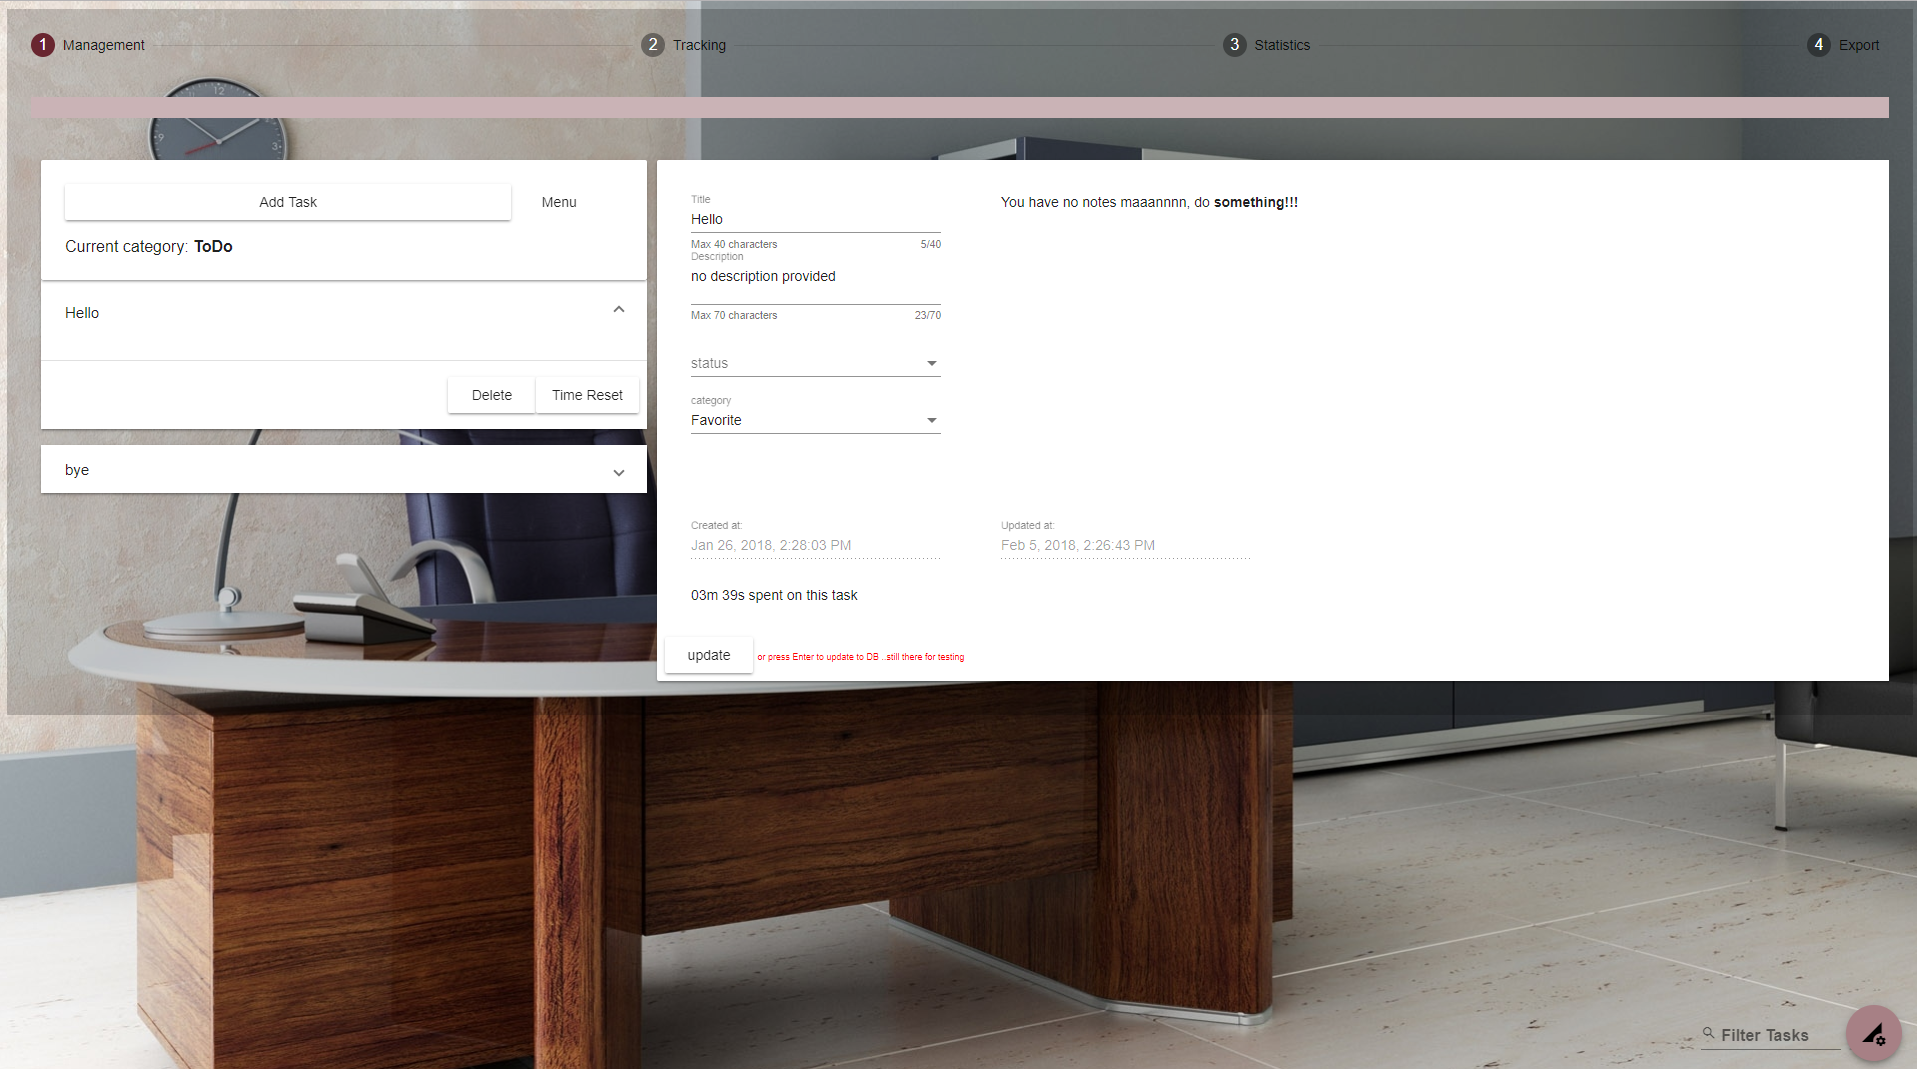 1 Management
2 Tracking
3 Statistics
4 Export
12
9
3
Add Task
Menu
Current category: ToDo
Hello
Delete
Time Reset
bye
Title
Hello
Max 40 characters 5/40
Description
no description provided
Max 70 characters 23/70
status
category
Favorite
You have no notes maaannnn, do something!!!
Created at:
Jan 26, 2018, 2:28:03 PM
Updated at:
Feb 5, 2018, 2:26:43 PM
03m 39s spent on this task
update
or press Enter to update to DB ..still there for testing
Filter Tasks